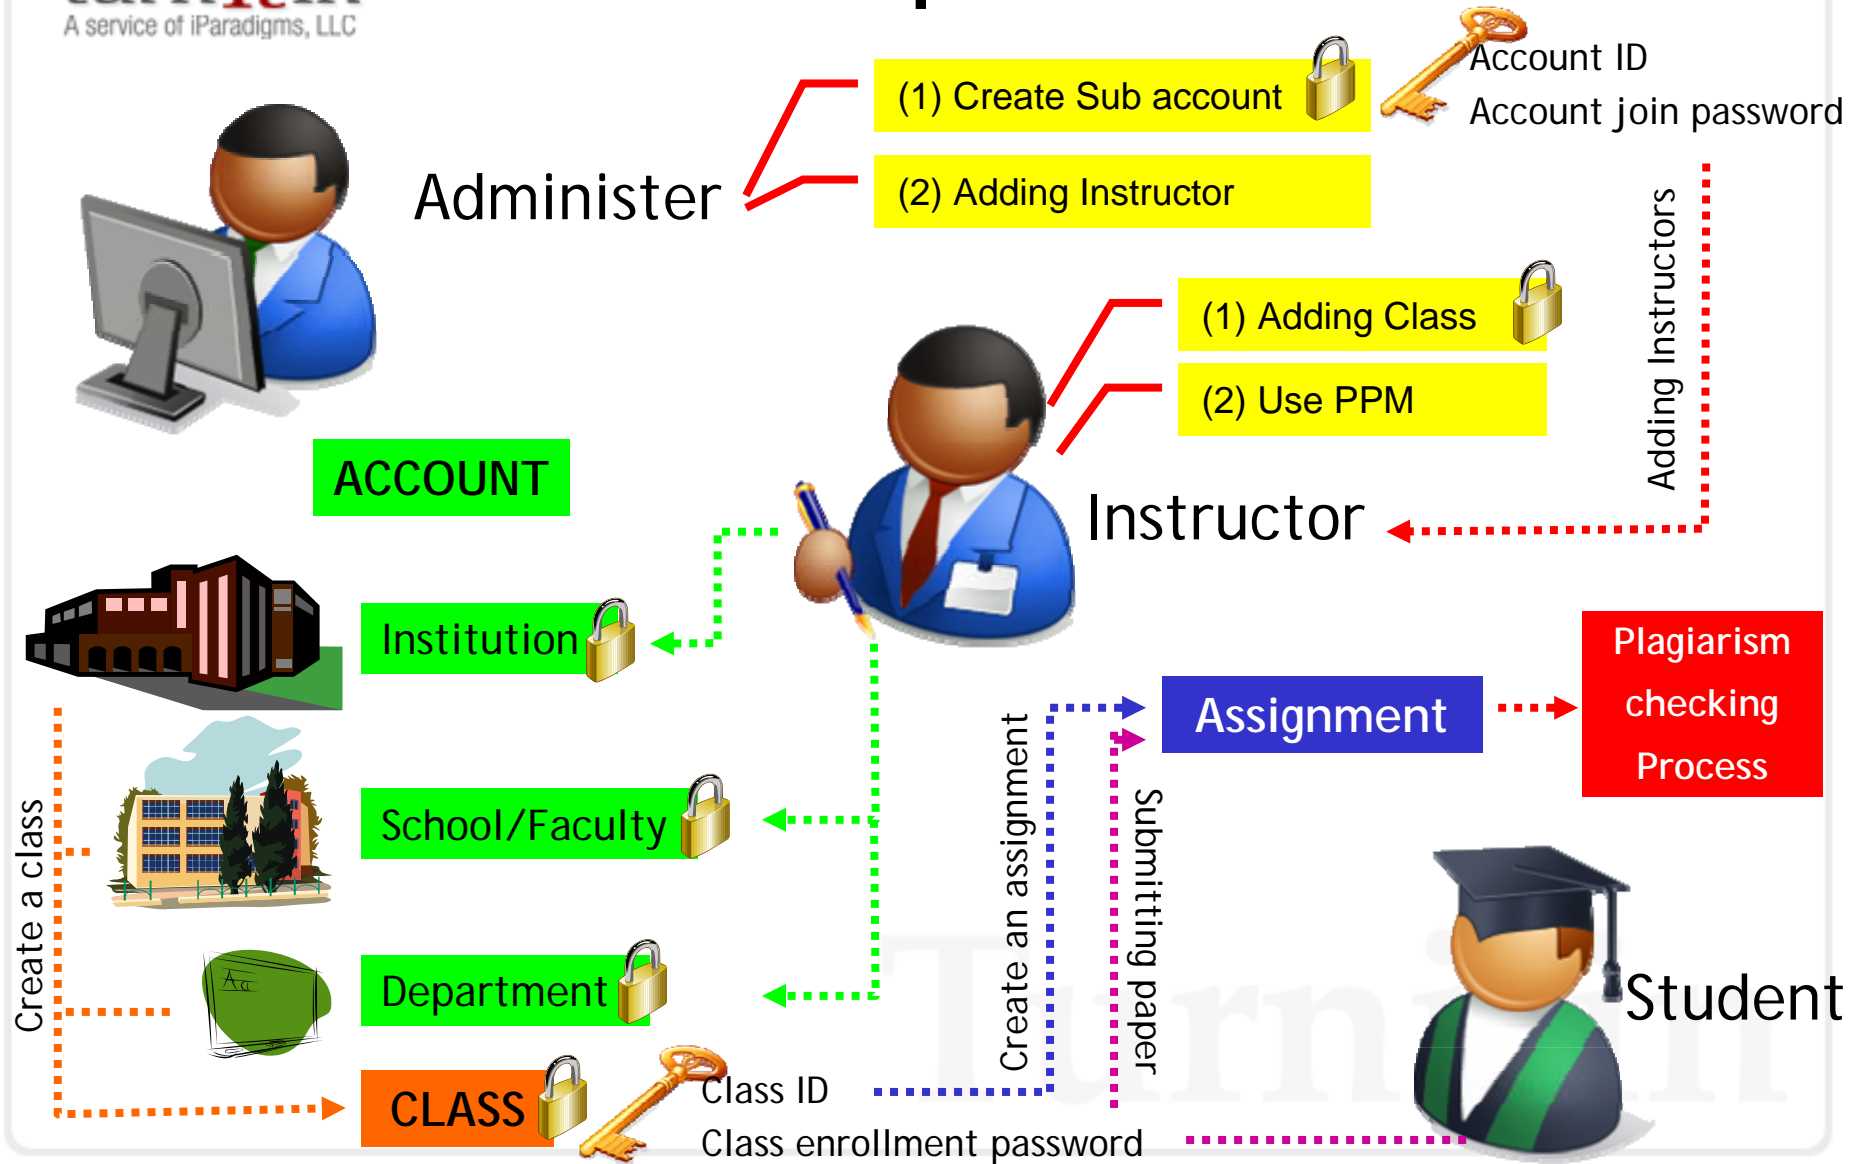 A service of iParadigms, LLC
Account ID
Account join password
(1) Create Sub account
Administer
(2) Adding Instructor
Adding Instructors
(1) Adding Class
(2) Use PPM
ACCOUNT
Instructor
Institution
Plagiarism
checking
Process
Assignment
School/Faculty
Create a class
Create an assignment
Submitting paper
Department
Student
Turnitin
CLASS
Class ID
Class enrollment password
Aa